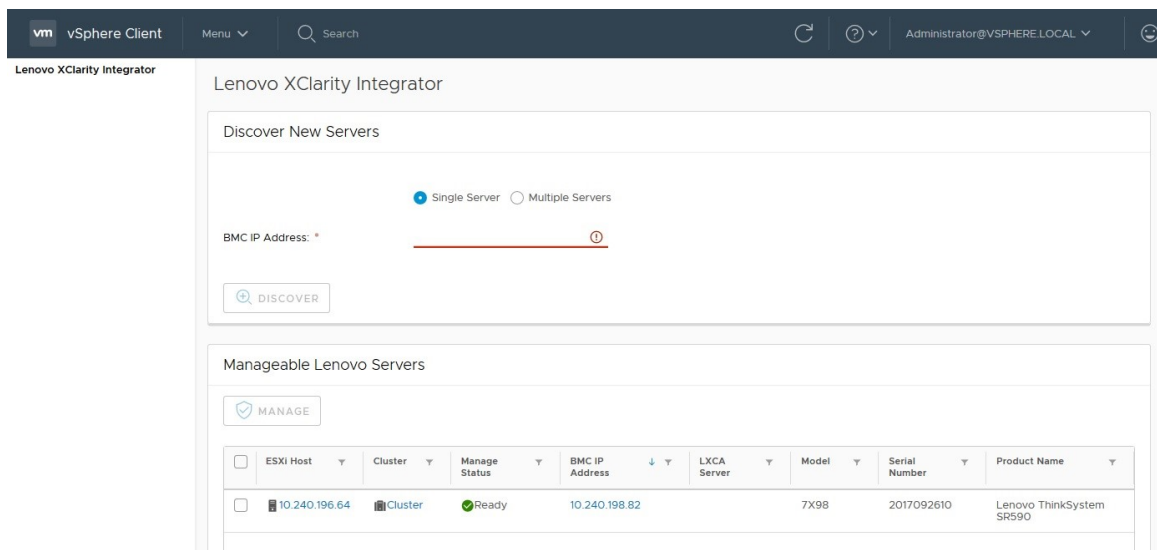 vm vSphere Client Menu Search Administrator@VSPHERE.LOCAL
Lenovo XClarity Integrator
Lenovo XClarity Integrator
Discover New Servers
Single Server Multiple Servers
BMC IP Address: *
DISCOVER
Manageable Lenovo Servers
MANAGE
ESXi Host Cluster Manage Status BMC IP Address LXCA Server Model Serial Number Product Name
10.240.196.64 Cluster Ready 10.240.198.82 7X98 2017092610 Lenovo ThinkSystem SR590